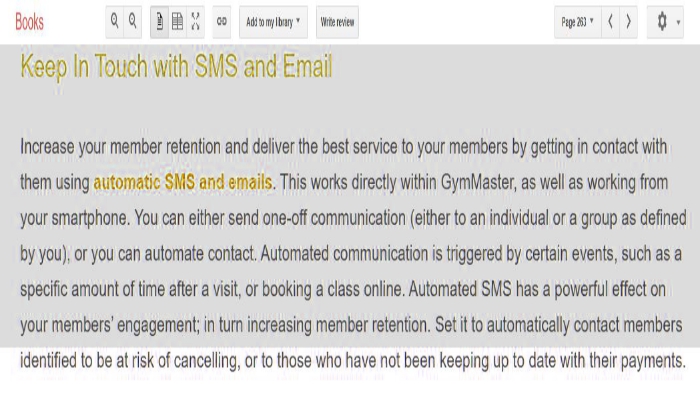 Books
Add to my library
Write review
Page 263
Keep In Touch with SMS and Email
Increase your member retention and deliver the best service to your members by getting in contact with
them using automatic SMS and emails. This works directly within GymMaster, as well as working from
your smartphone. You can either send one-off communication (either to an individual or a group as defined
by you), or you can automate contact. Automated communication is triggered by certain events, such as a
specific amount of time after a visit, or booking a class online. Automated SMS has a powerful effect on
your members' engagement; in turn increasing member retention. Set it to automatically contact members
identified to be at risk of cancelling, or to those who have not been keeping up to date with their payments.